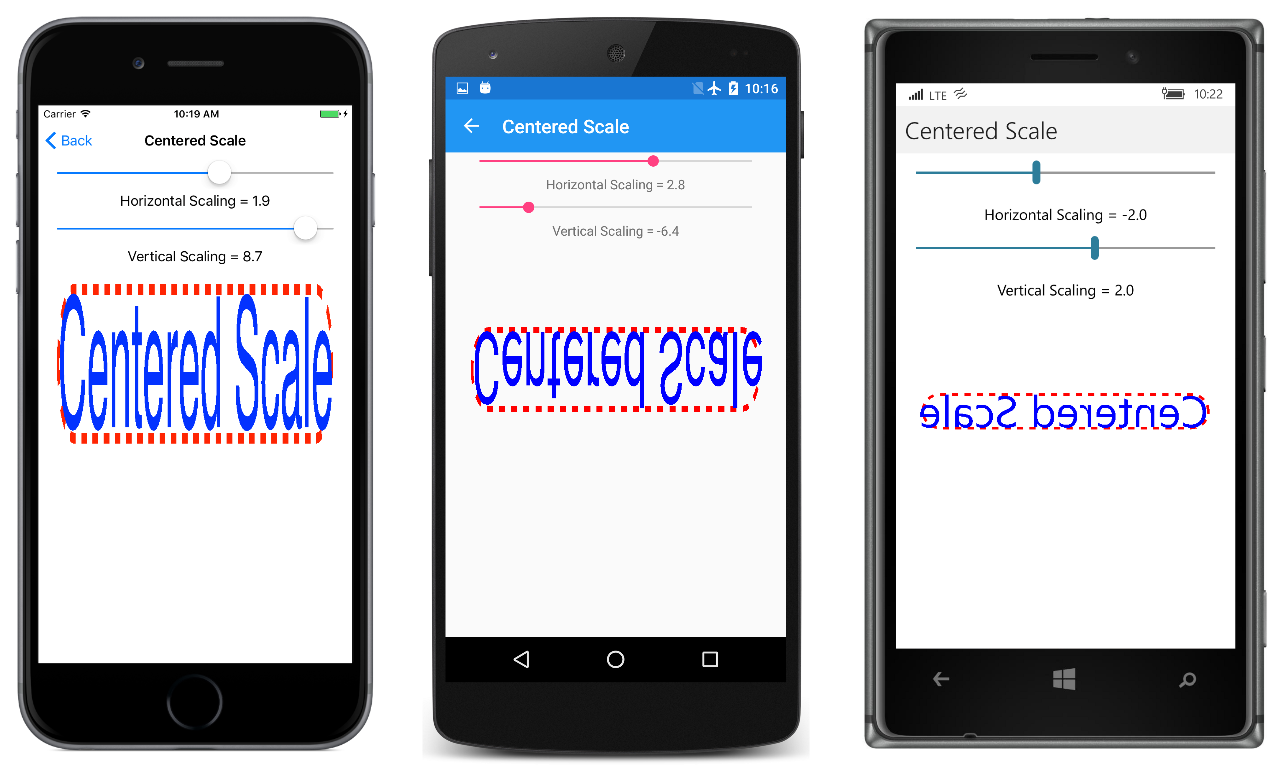 Carrier 10:19 AM
Back Centered Scale
Horizontal Scaling = 1.9
Vertical Scaling = 8.7
Centered Scale
10:16
Centered Scale
Horizontal Scaling = 2.8
Vertical Scaling = -6.4
Centered Scale
LTE 10:22
Centered Scale
Horizontal Scaling = -2.0
Vertical Scaling = 2.0
Centered Scale